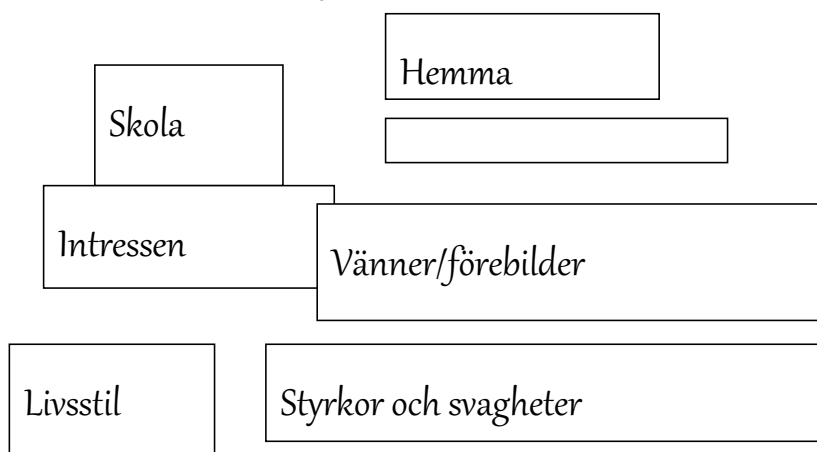 Hemma
Skola
Intressen
Vänner/förebilder
Livsstil
Styrkor och svagheter